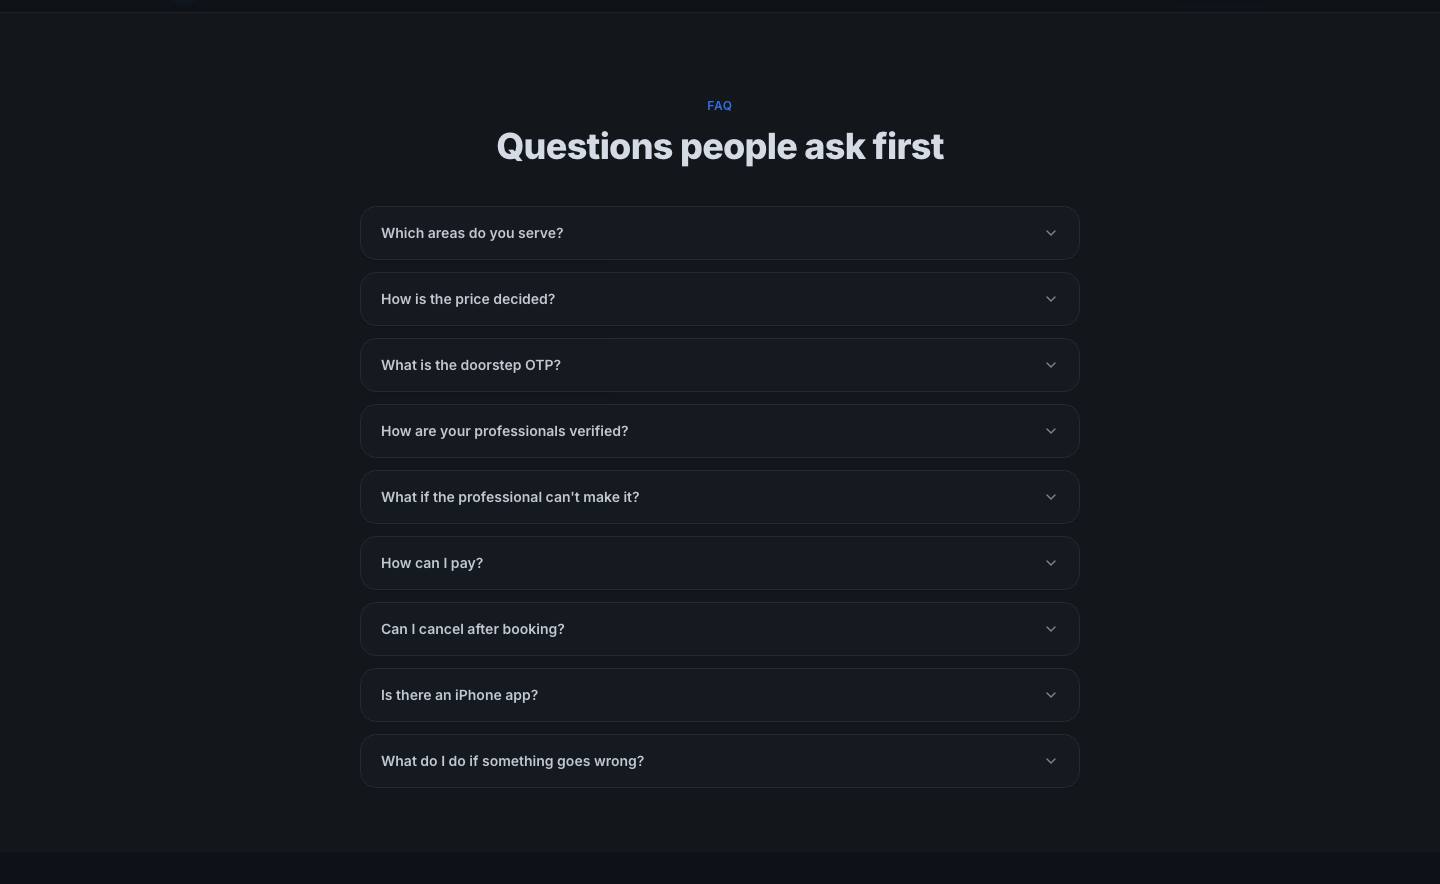 FAQ
Questions people ask first
Which areas do you serve?
How is the price decided?
What is the doorstep OTP?
How are your professionals verified?
What if the professional can't make it?
How can I pay?
Can I cancel after booking?
Is there an iPhone app?
What do I do if something goes wrong?